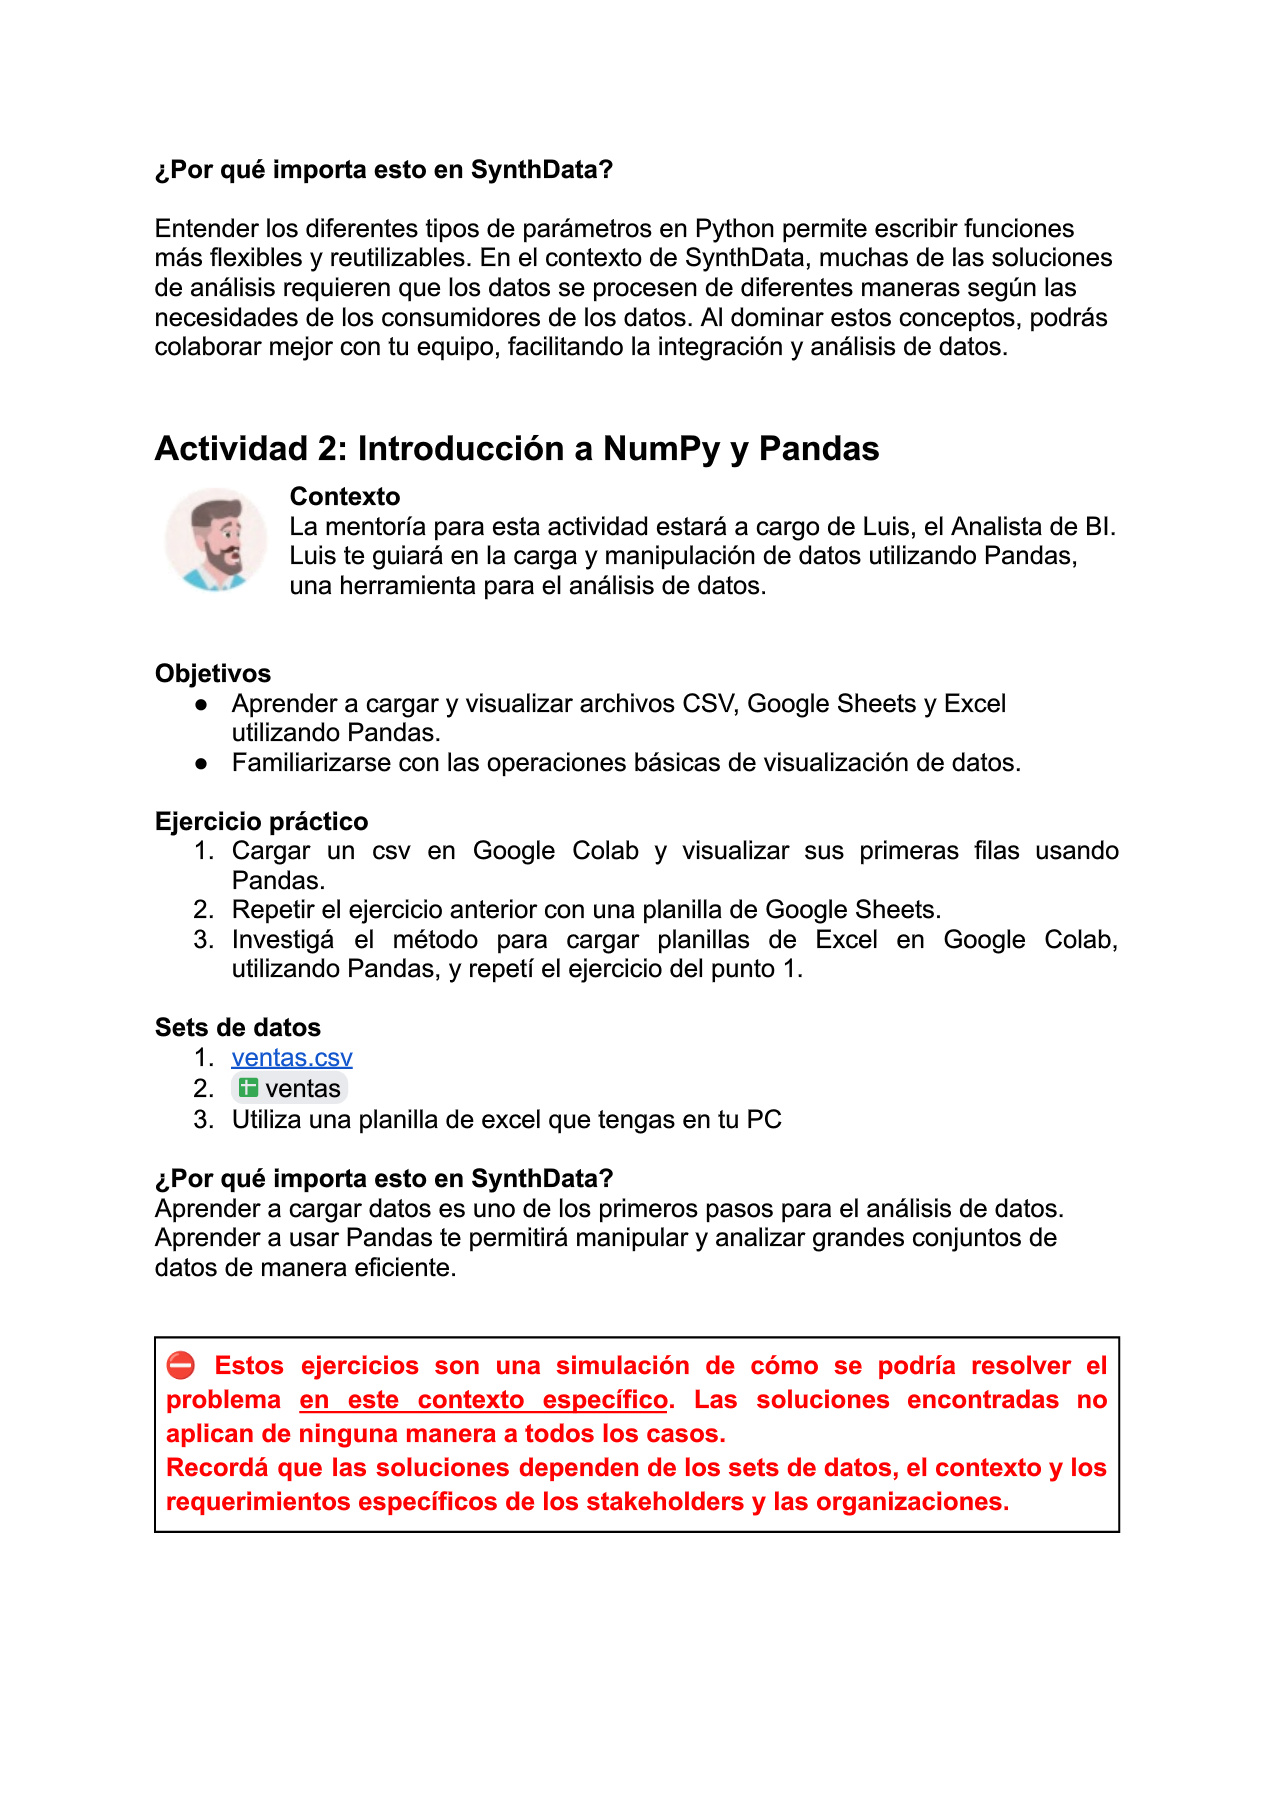 ¿Por qué importa esto en SynthData?
Entender los diferentes tipos de parámetros en Python permite escribir funciones
más flexibles y reutilizables. En el contexto de SynthData, muchas de las soluciones
de análisis requieren que los datos se procesen de diferentes maneras según las
necesidades de los consumidores de los datos. Al dominar estos conceptos, podrás
colaborar mejor con tu equipo, facilitando la integración y análisis de datos.
Actividad 2: Introducción a NumPy y Pandas
Contexto
La mentoría para esta actividad estará a cargo de Luis, el Analista de BI.
Luis te guiará en la carga y manipulación de datos utilizando Pandas,
una herramienta para el análisis de datos.
Objetivos
● Aprender a cargar y visualizar archivos CSV, Google Sheets y Excel
utilizando Pandas.
● Familiarizarse con las operaciones básicas de visualización de datos.
Ejercicio práctico
1. Cargar un csv en Google Colab y visualizar sus primeras filas usando
Pandas.
2. Repetir el ejercicio anterior con una planilla de Google Sheets.
3. Investigá el método para cargar planillas de Excel en Google Colab,
utilizando Pandas, y repetí el ejercicio del punto 1.
Sets de datos
1. ventas.csv
2. ventas
3. Utiliza una planilla de excel que tengas en tu PC
¿Por qué importa esto en SynthData?
Aprender a cargar datos es uno de los primeros pasos para el análisis de datos.
Aprender a usar Pandas te permitirá manipular y analizar grandes conjuntos de
datos de manera eficiente.
⛔ Estos ejercicios son una simulación de cómo se podría resolver el
problema en este contexto específico. Las soluciones encontradas no
aplican de ninguna manera a todos los casos.
Recordá que las soluciones dependen de los sets de datos, el contexto y los
requerimientos específicos de los stakeholders y las organizaciones.